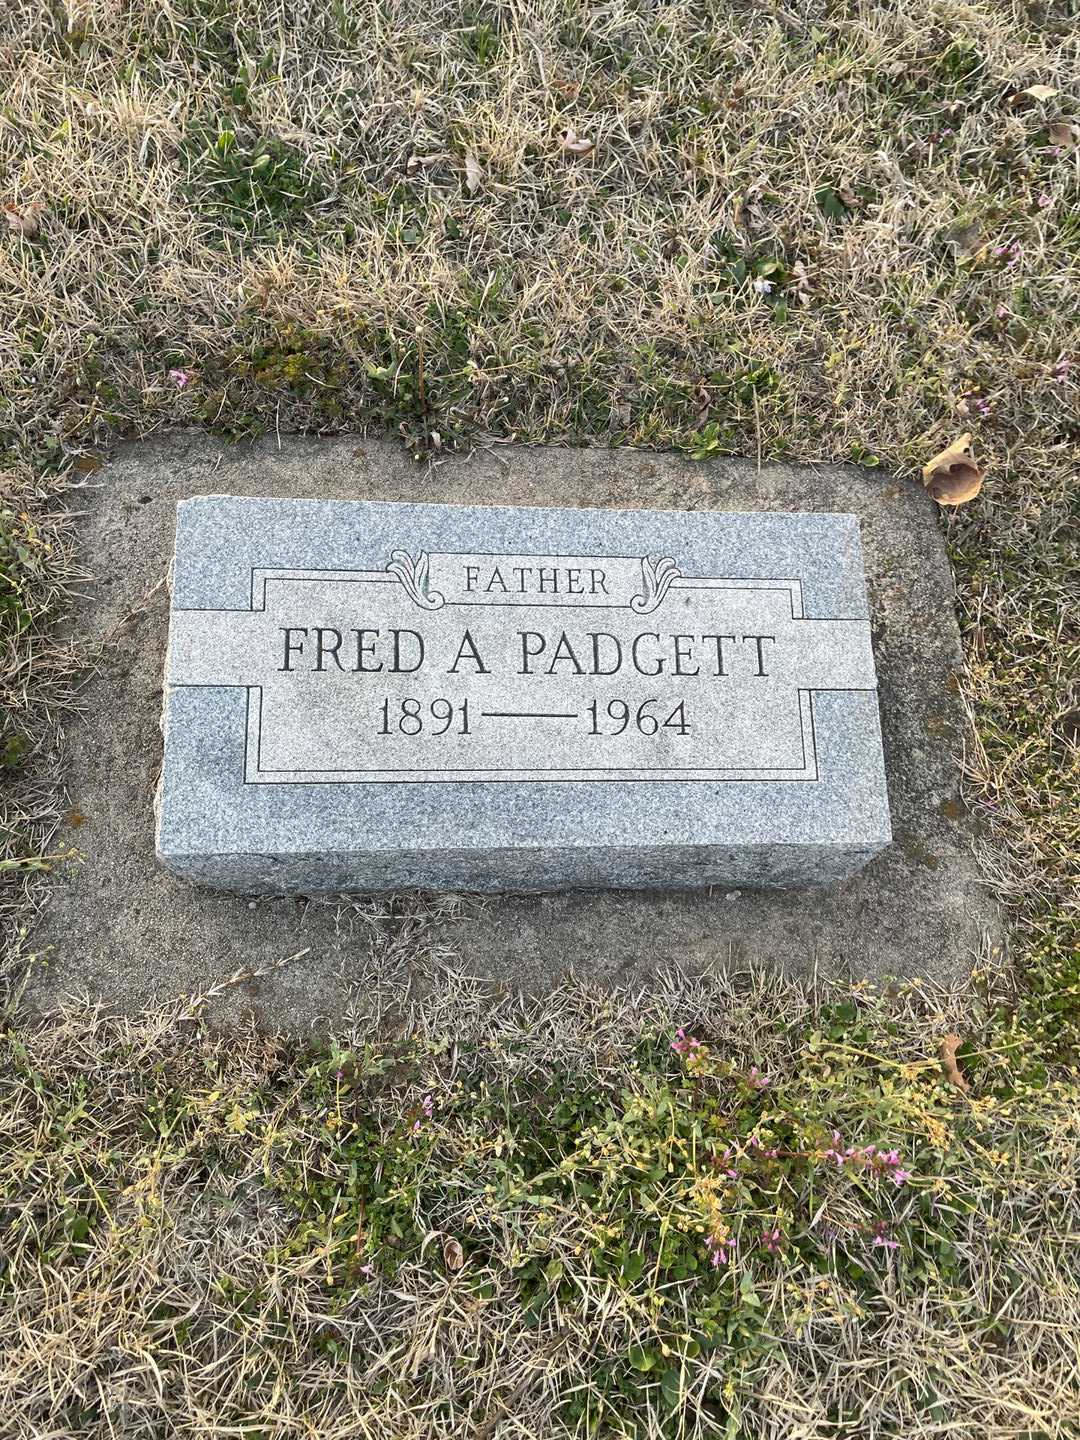 FATHER
FRED A PADGETT
1891—1964